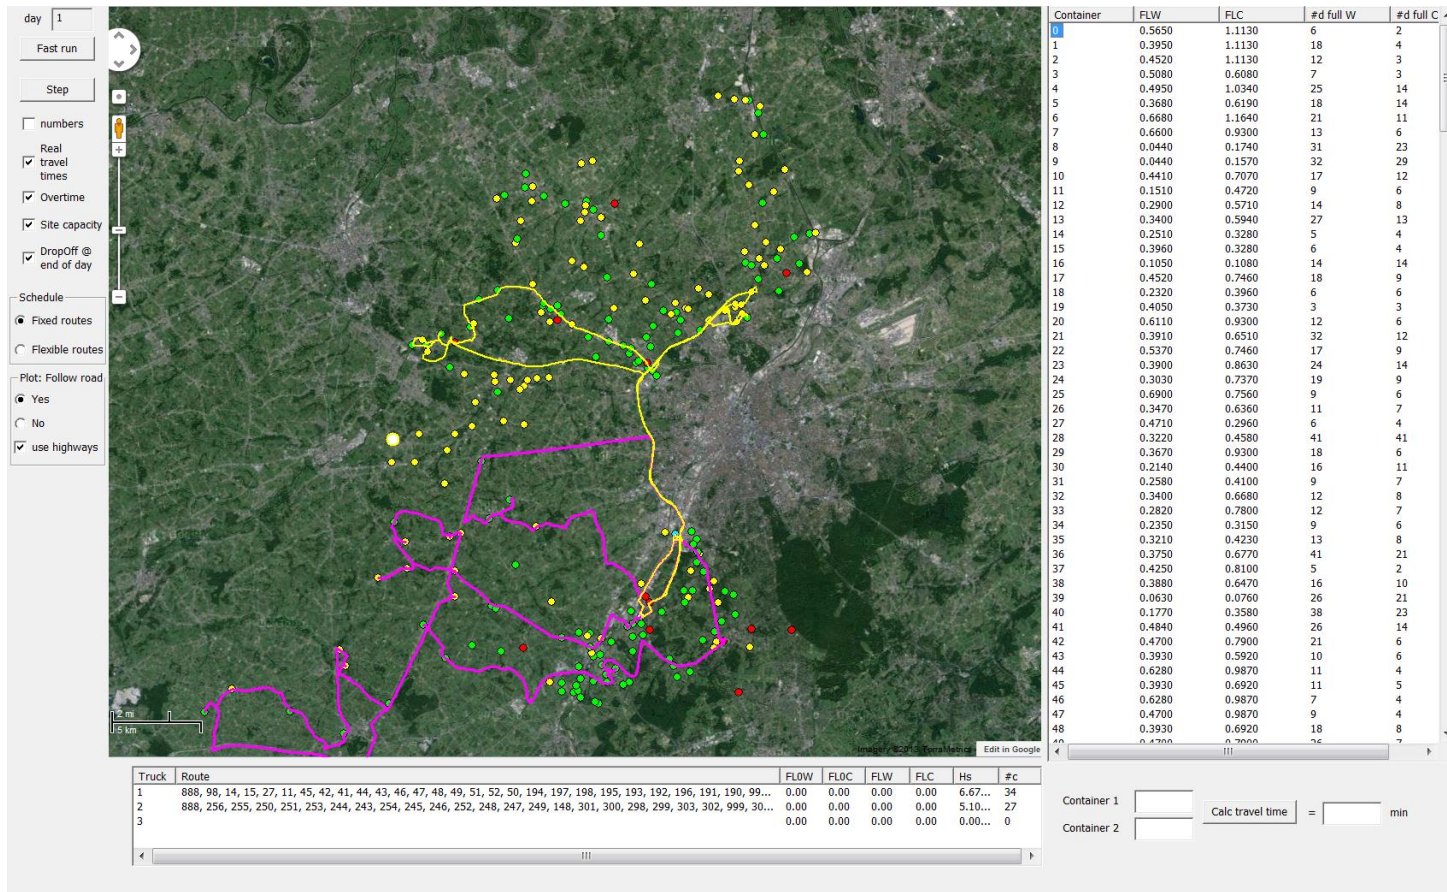 day 1
Fast run
Step
numbers
Real
travel
times
Overtime
Site capacity
DropOff @
end of day
Schedule
Fixed routes
Flexible routes
Plot: Follow road
Yes
No
use highways
2 mi
5 km
Imagery ©2013 TerraMetrics
Edit in Google
Container FLW FLC #d full W #d full C
0 0.5650 1.1130 6 2
1 0.3950 1.1130 18 4
2 0.4520 1.1130 12 3
3 0.5080 0.6080 7 3
4 0.4950 1.0340 25 14
5 0.3680 0.6190 18 14
6 0.6680 1.1640 21 11
7 0.6600 0.9300 13 6
8 0.0440 0.1740 31 23
9 0.0440 0.1570 32 29
10 0.4410 0.7070 17 12
11 0.1510 0.4720 9 6
12 0.2900 0.5710 14 8
13 0.3400 0.5940 27 13
14 0.2510 0.3280 5 4
15 0.3960 0.3280 6 4
16 0.1050 0.1080 14 14
17 0.4520 0.7460 18 9
18 0.2320 0.3960 6 6
19 0.4050 0.3730 3 3
20 0.6110 0.9300 12 6
21 0.3910 0.6510 32 12
22 0.5370 0.7460 17 9
23 0.3900 0.8630 24 14
24 0.3030 0.7370 19 9
25 0.6900 0.7560 9 6
26 0.3470 0.6360 11 7
27 0.4710 0.2960 6 4
28 0.3220 0.4580 41 41
29 0.3670 0.9300 18 6
30 0.2140 0.4400 16 11
31 0.2580 0.4100 9 7
32 0.3400 0.6680 12 8
33 0.2820 0.7800 12 7
34 0.2350 0.3150 9 8
35 0.3210 0.4230 13 8
36 0.3750 0.6770 41 21
37 0.4250 0.8100 5 2
38 0.3880 0.6470 16 10
39 0.0630 0.0760 26 21
40 0.1770 0.3580 38 23
41 0.4840 0.4960 26 14
42 0.4700 0.7900 21 6
43 0.3930 0.5920 10 6
44 0.6280 0.9870 11 4
45 0.3930 0.6920 11 5
46 0.6280 0.9870 7 4
47 0.4700 0.9870 9 4
48 0.3930 0.6920 18 8
Truck Route FL0W FL0C FLW FLC Hs #c
1 888, 98, 14, 15, 27, 11, 45, 42, 41, 44, 43, 46, 47, 48, 49, 51, 52, 50, 194, 197, 198, 195, 193, 192, 196, 191, 190, 99... 0.00 0.00 0.00 0.00 6.67... 34
2 888, 256, 255, 250, 251, 253, 244, 243, 254, 245, 246, 252, 248, 247, 249, 148, 301, 300, 298, 299, 303, 302, 999, 30... 0.00 0.00 0.00 0.00 5.10... 27
3 0.00 0.00 0.00 0.00 0.00... 0
Container 1
Container 2
Calc travel time = min